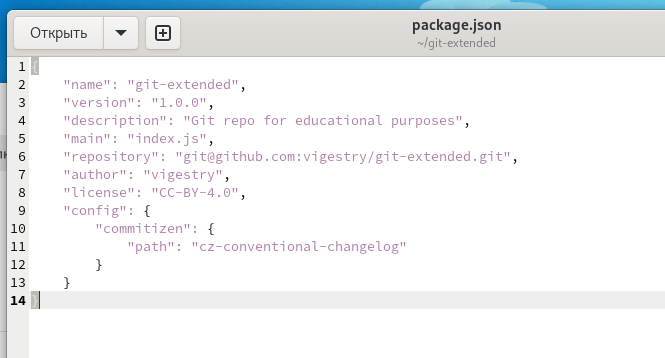 Открыть
package.json
~/git-extended
1 {
2 "name": "git-extended",
3 "version": "1.0.0",
4 "description": "Git repo for educational purposes",
5 "main": "index.js",
6 "repository": "git@github.com:vigestry/git-extended.git",
7 "author": "vigestry",
8 "license": "CC-BY-4.0",
9 "config": {
10 "commitizen": {
11 "path": "cz-conventional-changelog"
12 }
13 }
14 }